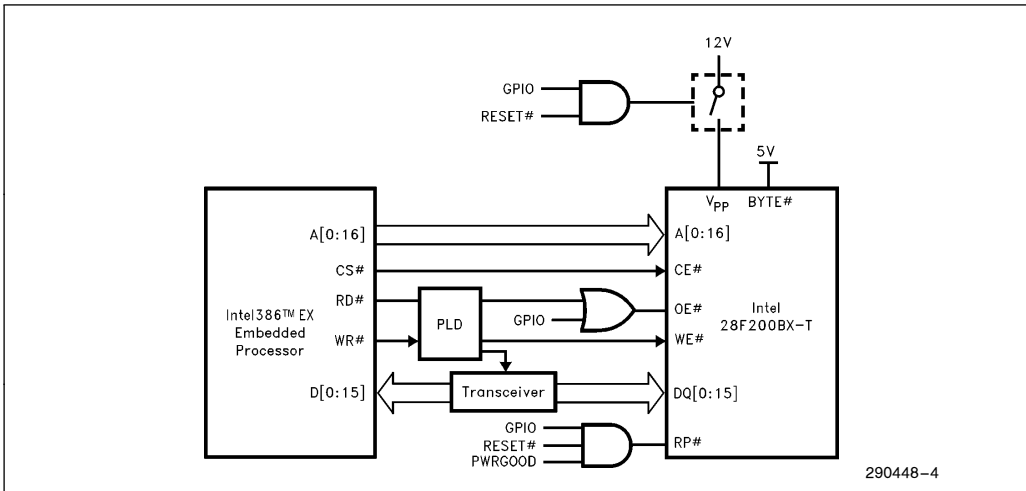 12V
GPIO
RESET#
5V
VPP BYTE#
A[0:16]
A[0:16]
CS#
CE#
RD#
PLD
GPIO
OE#
Intel386™ EX
Embedded
Processor
Intel
28F200BX-T
WR#
WE#
D[0:15]
Transceiver
DQ[0:15]
GPIO
RESET#
PWRGOOD
RP#
290448-4